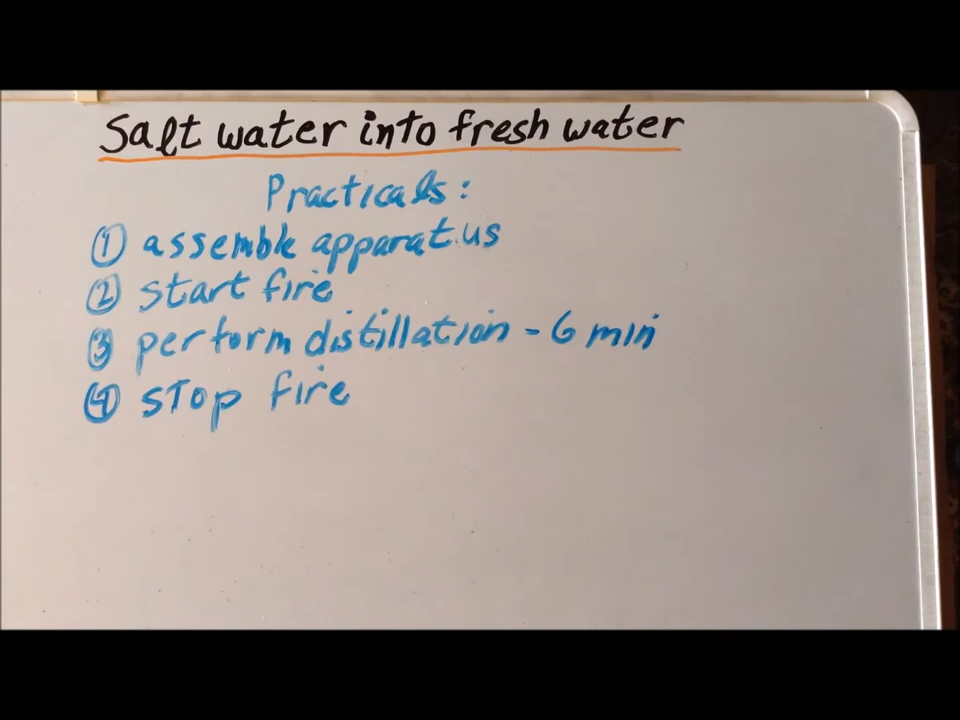 Salt water into fresh water
Practicals:
① assemble apparatus
② start fire
③ perform distillation - 6 min
④ stop fire